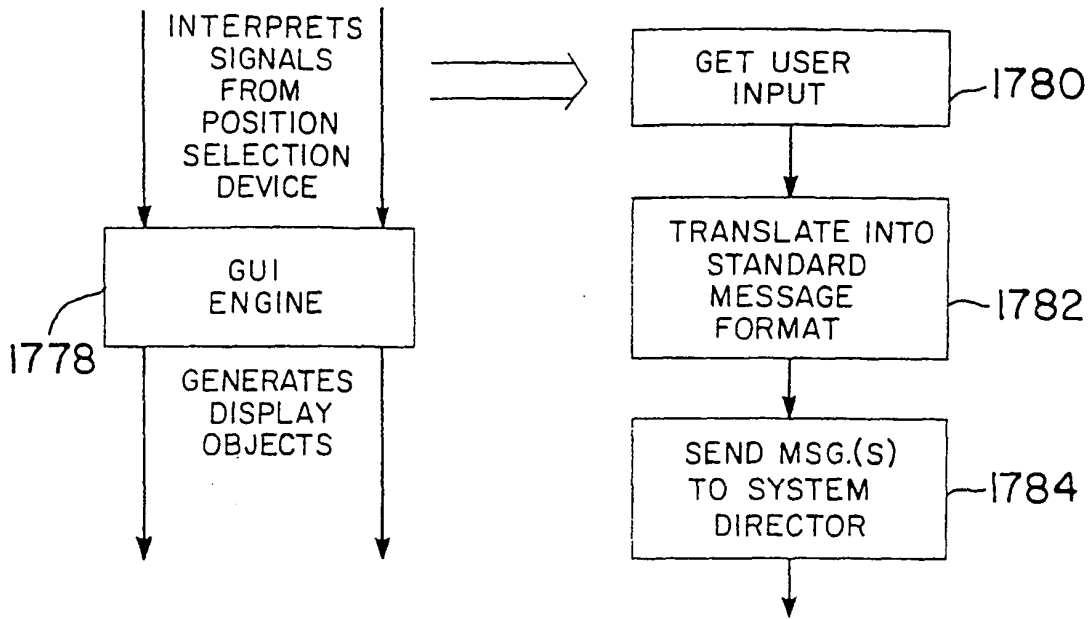 INTERPRETS
SIGNALS
FROM
POSITION
SELECTION
DEVICE
GUI
ENGINE
1778
GENERATES
DISPLAY
OBJECTS
GET USER
INPUT
1780
TRANSLATE INTO
STANDARD
MESSAGE
FORMAT
1782
SEND MSG.(S)
TO SYSTEM
DIRECTOR
1784